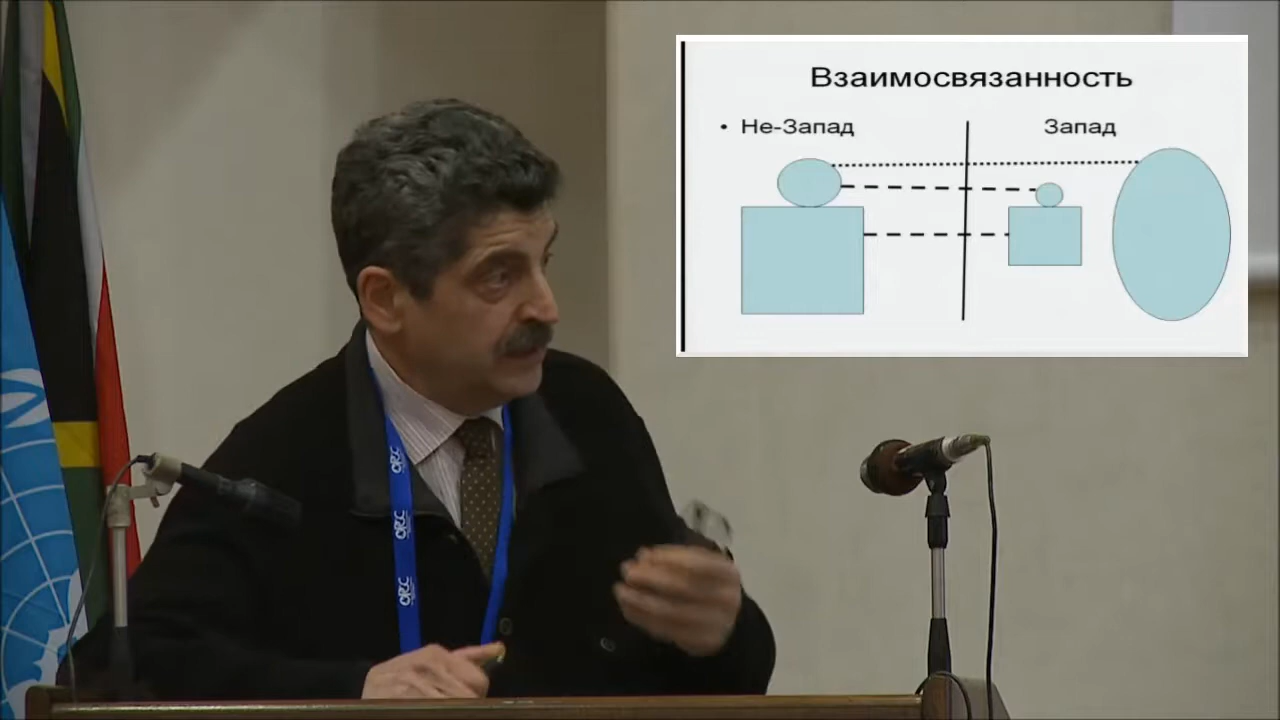 Взаимосвязанность
• Не-Запад
Запад